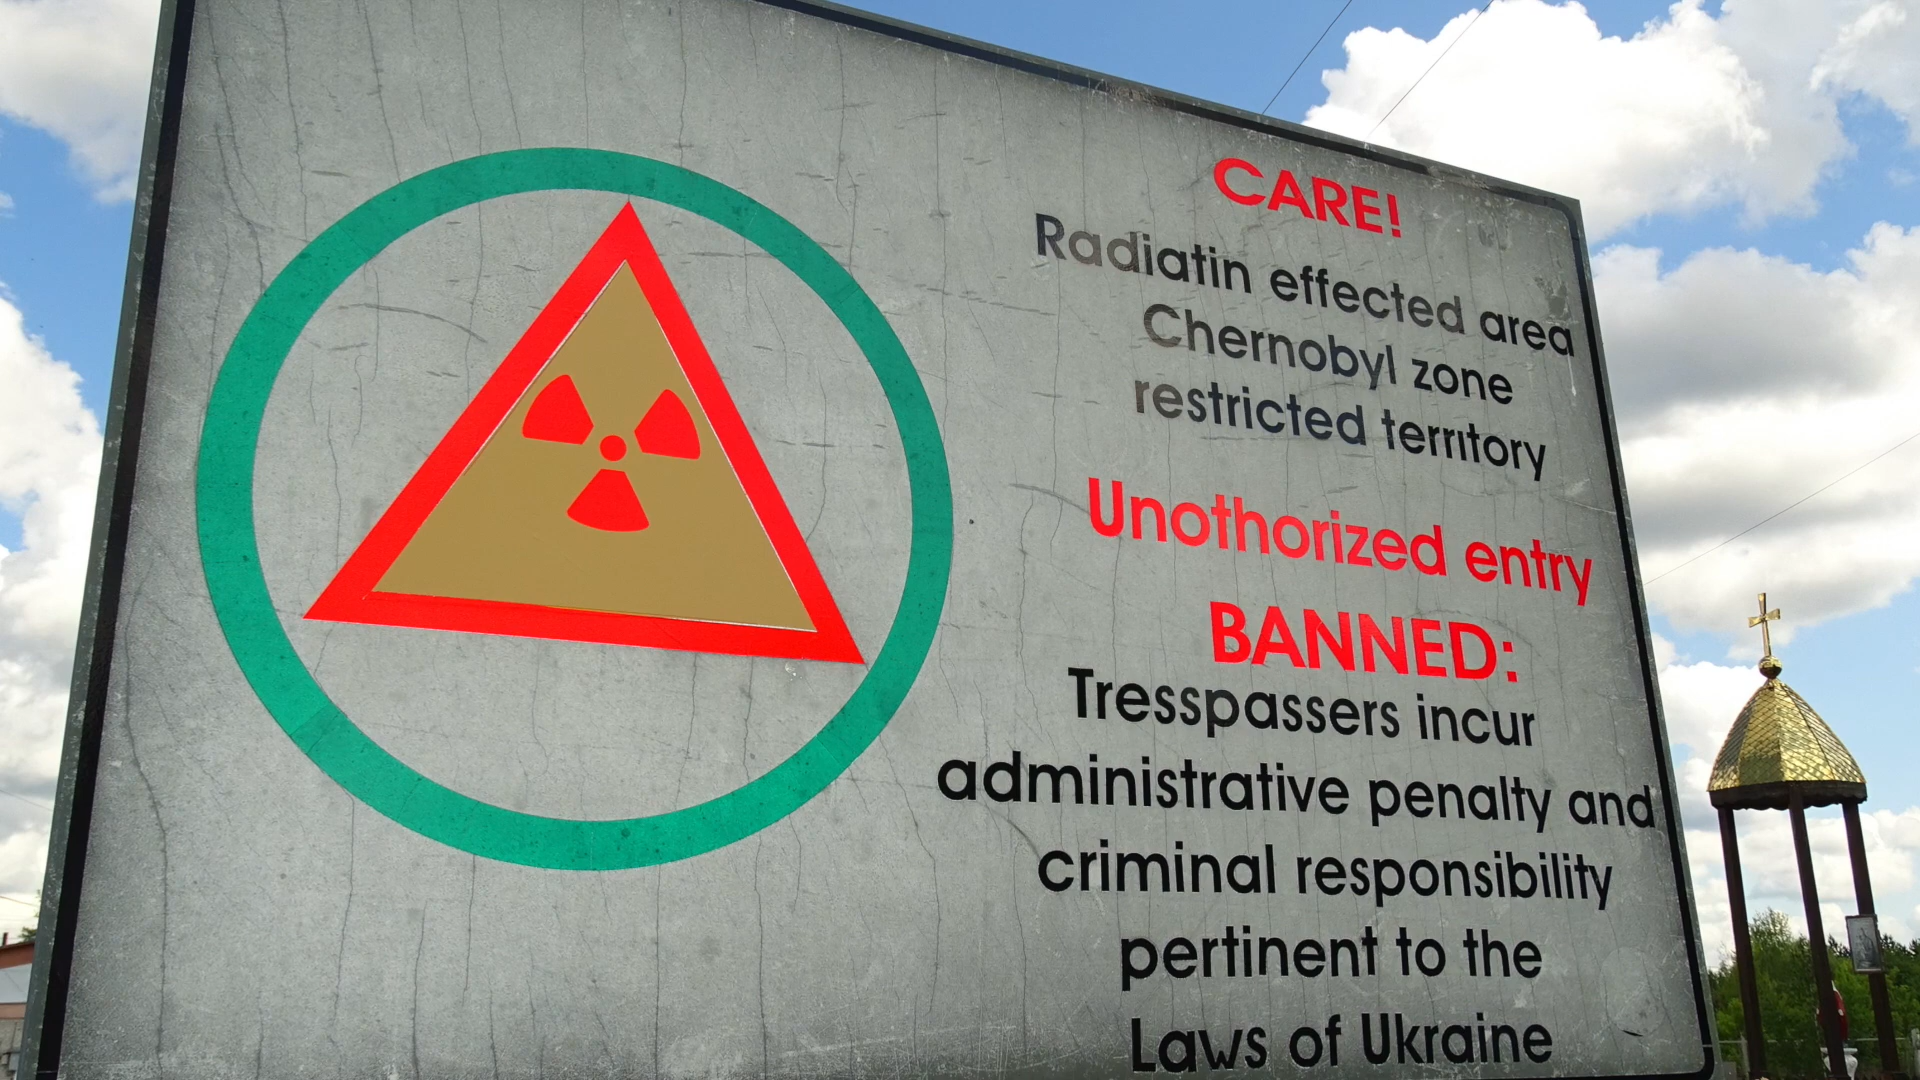 CARE!
Radiatin effected area
Chernobyl zone
restricted territory
Unothorized entry
BANNED:
Tresspassers incur
administrative penalty and
criminal responsibility
pertinent to the
Laws of Ukraine